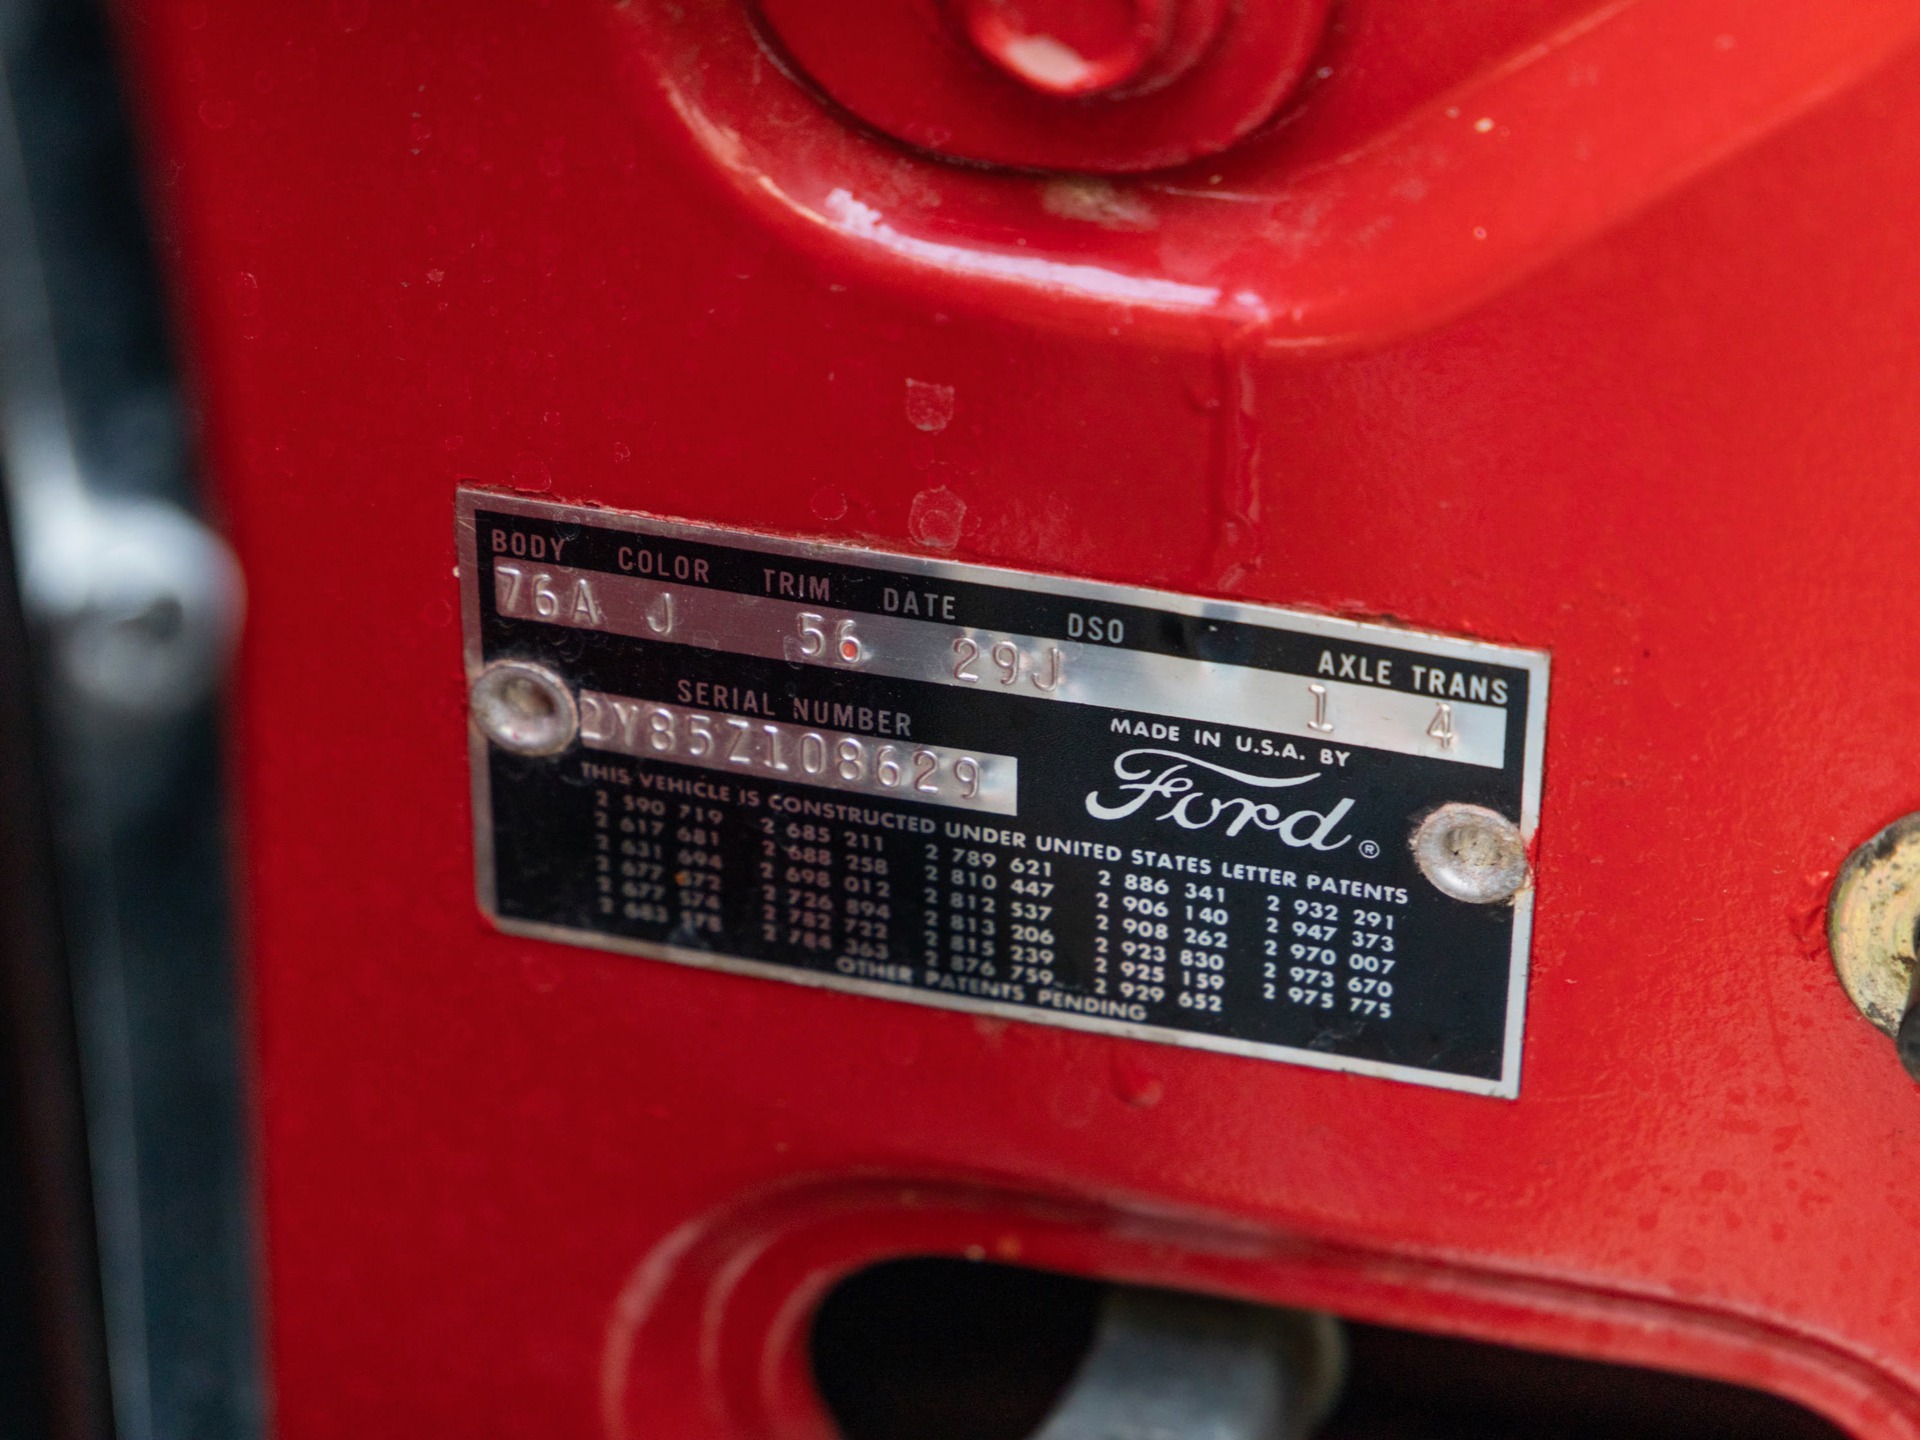 BODY COLOR TRIM DATE DSO AXLE TRANS
76A J 56 29J 1 4
SERIAL NUMBER
2Y85Z108629
MADE IN U.S.A. BY
Ford ®
THIS VEHICLE IS CONSTRUCTED UNDER UNITED STATES LETTER PATENTS
2 590 719 2 685 211 2 789 621 2 886 341 2 932 291
2 617 681 2 688 258 2 810 447 2 906 140 2 947 373
2 631 694 2 698 012 2 812 537 2 908 262 2 970 007
2 677 572 2 726 894 2 813 206 2 923 830 2 973 670
2 677 574 2 782 722 2 815 239 2 925 159 2 975 775
2 683 578 2 784 363 2 876 759 2 929 652
OTHER PATENTS PENDING